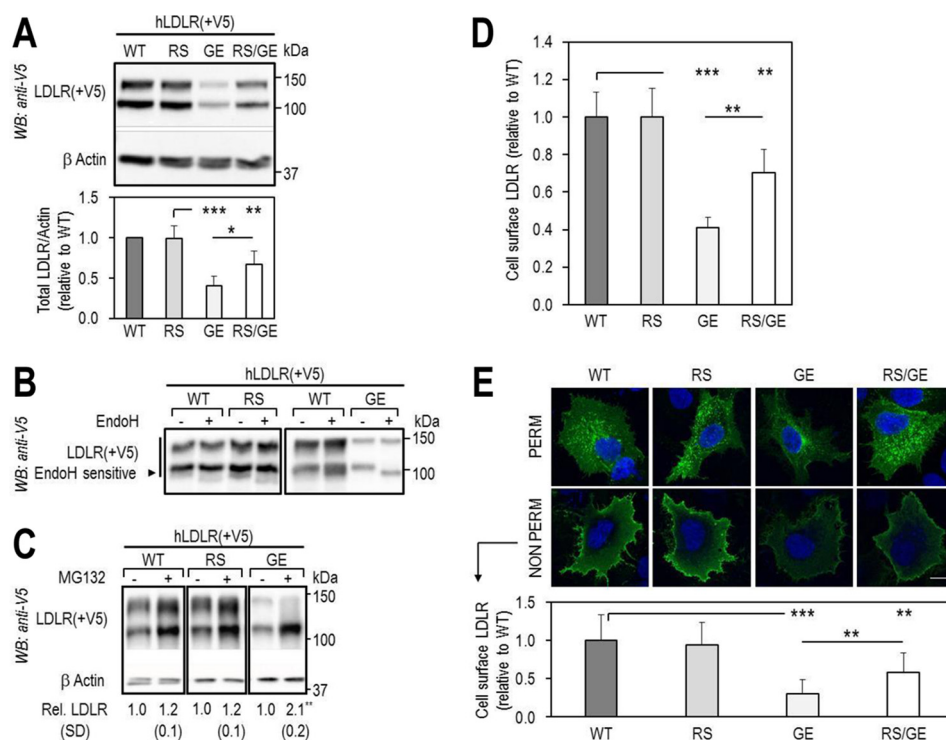 A
hLDLR(+V5)
WT RS GE RS/GE kDa
WB: anti-V5
LDLR(+V5)
150
100
β Actin
37
Total LDLR/Actin
(relative to WT)
1.5
1.0
0.5
0.0
*** **
*
WT RS GE RS/GE
B
hLDLR(+V5)
WT RS WT GE
EndoH - + - + - + - + kDa
WB: anti-V5
LDLR(+V5)
EndoH sensitive ►
150
100
C
hLDLR(+V5)
WT RS GE
MG132 - + - + - + kDa
WB: anti-V5
LDLR(+V5)
150
100
β Actin
37
Rel. LDLR 1.0 1.2 1.0 1.2 1.0 2.1**
(SD) (0.1) (0.1) (0.2)
D
Cell surface LDLR (relative to WT)
1.4
1.2
1.0
0.8
0.6
0.4
0.2
0.0
*** **
**
WT RS GE RS/GE
E
WT RS GE RS/GE
PERM
NON PERM
Cell surface LDLR
(relative to WT)
1.5
1.0
0.5
0.0
*** **
**
WT RS GE RS/GE